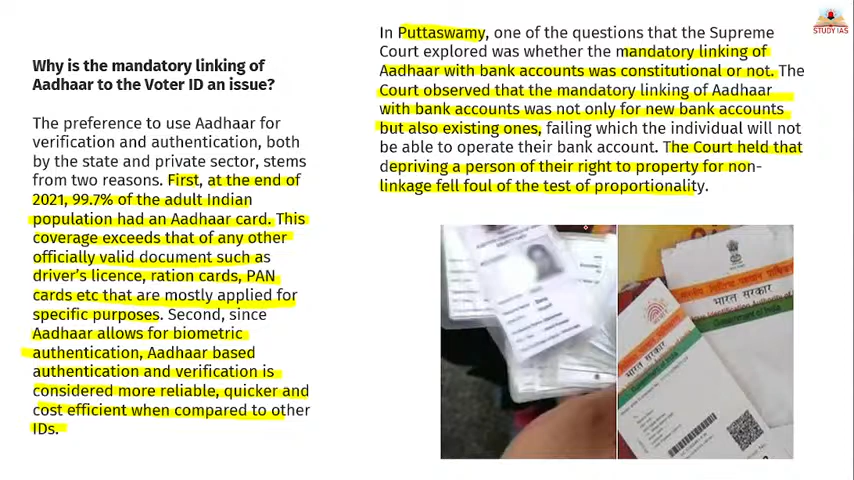 STUDY IAS
Why is the mandatory linking of
Aadhaar to the Voter ID an issue?
The preference to use Aadhaar for
verification and authentication, both
by the state and private sector, stems
from two reasons. First, at the end of
2021, 99.7% of the adult Indian
population had an Aadhaar card. This
coverage exceeds that of any other
officially valid document such as
driver’s licence, ration cards, PAN
cards etc that are mostly applied for
specific purposes. Second, since
Aadhaar allows for biometric
authentication, Aadhaar based
authentication and verification is
considered more reliable, quicker and
cost efficient when compared to other
IDs.
In Puttaswamy, one of the questions that the Supreme
Court explored was whether the mandatory linking of
Aadhaar with bank accounts was constitutional or not. The
Court observed that the mandatory linking of Aadhaar
with bank accounts was not only for new bank accounts
but also existing ones, failing which the individual will not
be able to operate their bank account. The Court held that
depriving a person of their right to property for non-
linkage fell foul of the test of proportionality.
भारत सरकार
Government of India
भारत सरकार
Government of India